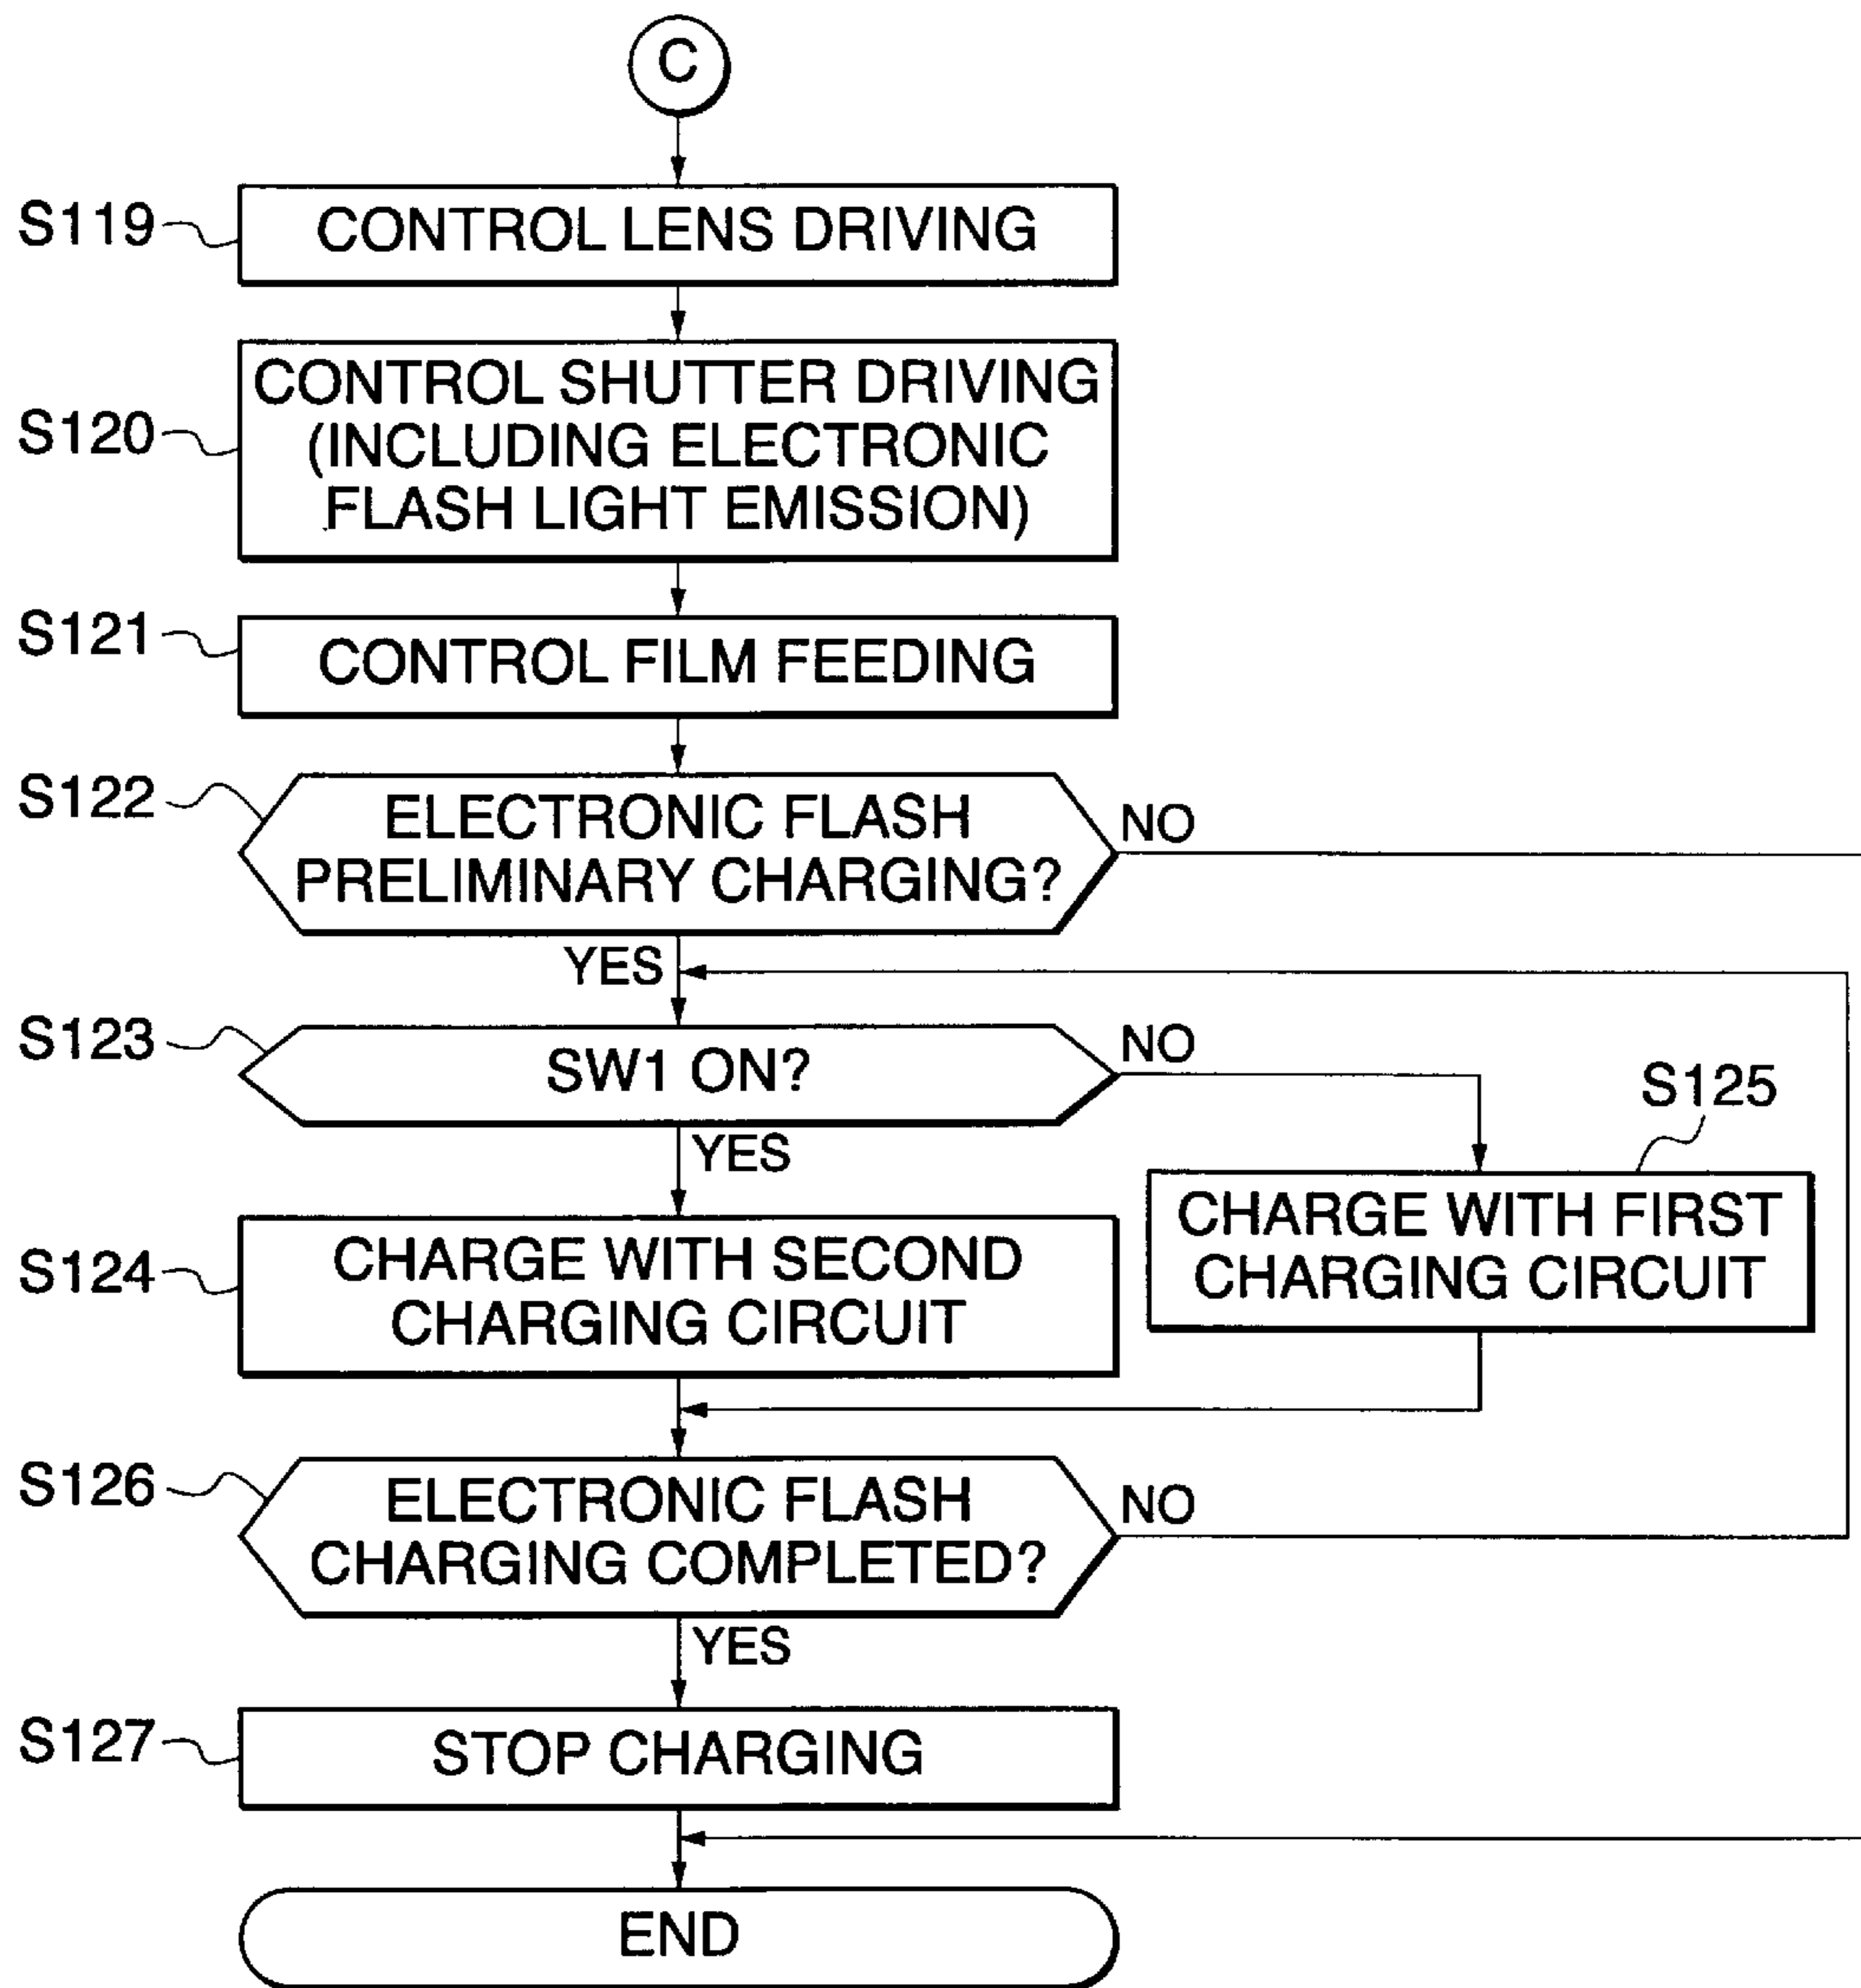 C
S119
CONTROL LENS DRIVING
S120
CONTROL SHUTTER DRIVING
(INCLUDING ELECTRONIC
FLASH LIGHT EMISSION)
S121
CONTROL FILM FEEDING
S122
ELECTRONIC FLASH
PRELIMINARY CHARGING?
NO
YES
S123
SW1 ON?
NO
YES
S125
CHARGE WITH FIRST
CHARGING CIRCUIT
S124
CHARGE WITH SECOND
CHARGING CIRCUIT
S126
ELECTRONIC FLASH
CHARGING COMPLETED?
NO
YES
S127
STOP CHARGING
END